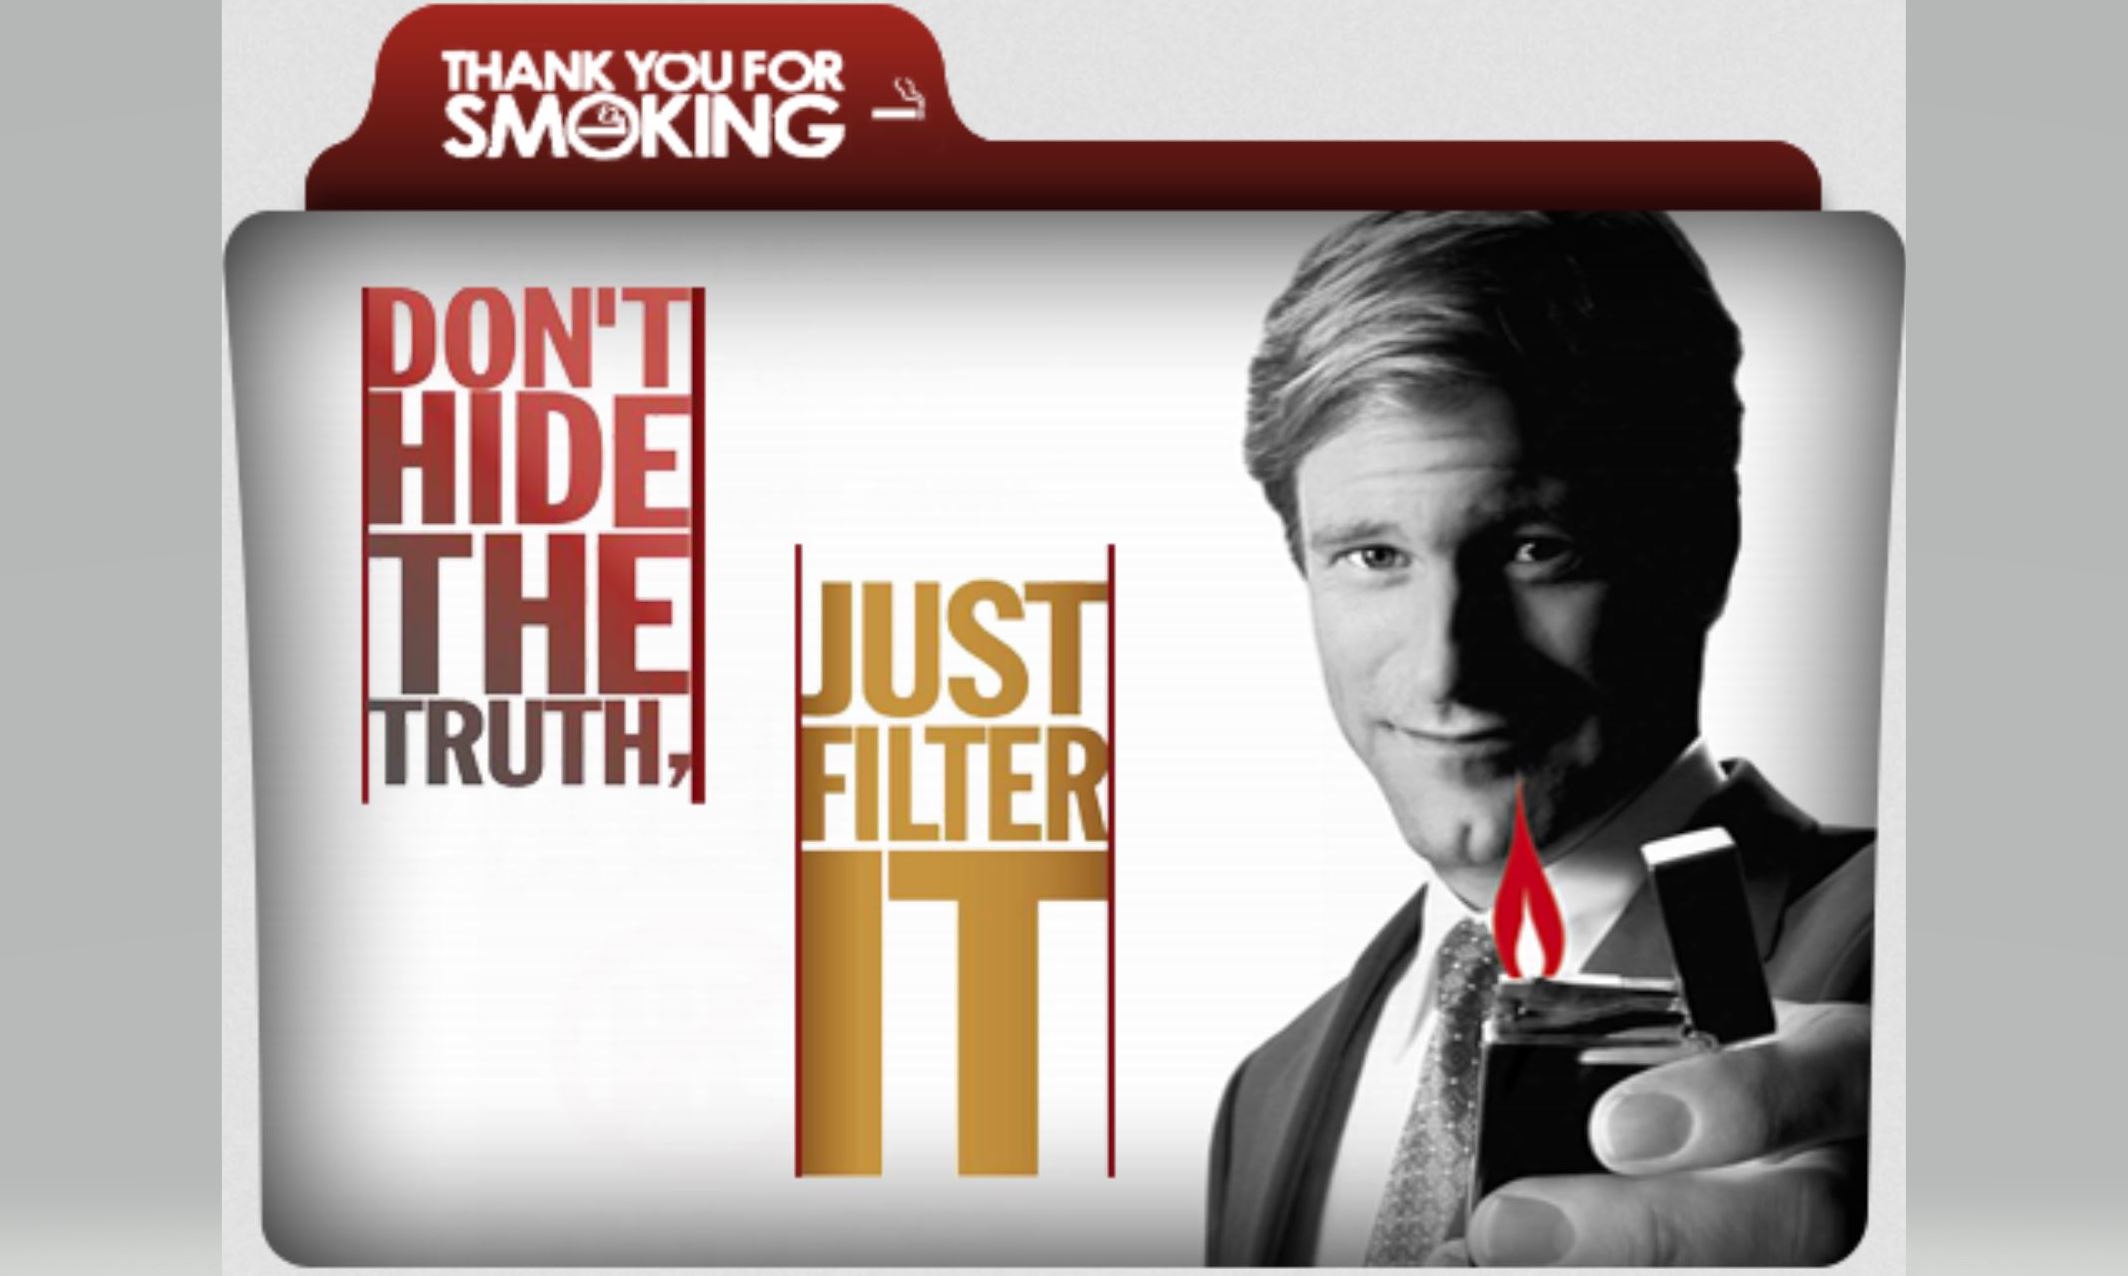 THANK YOU FOR
SMOKING
DON'T
HIDE
THE
TRUTH,
JUST
FILTER
IT